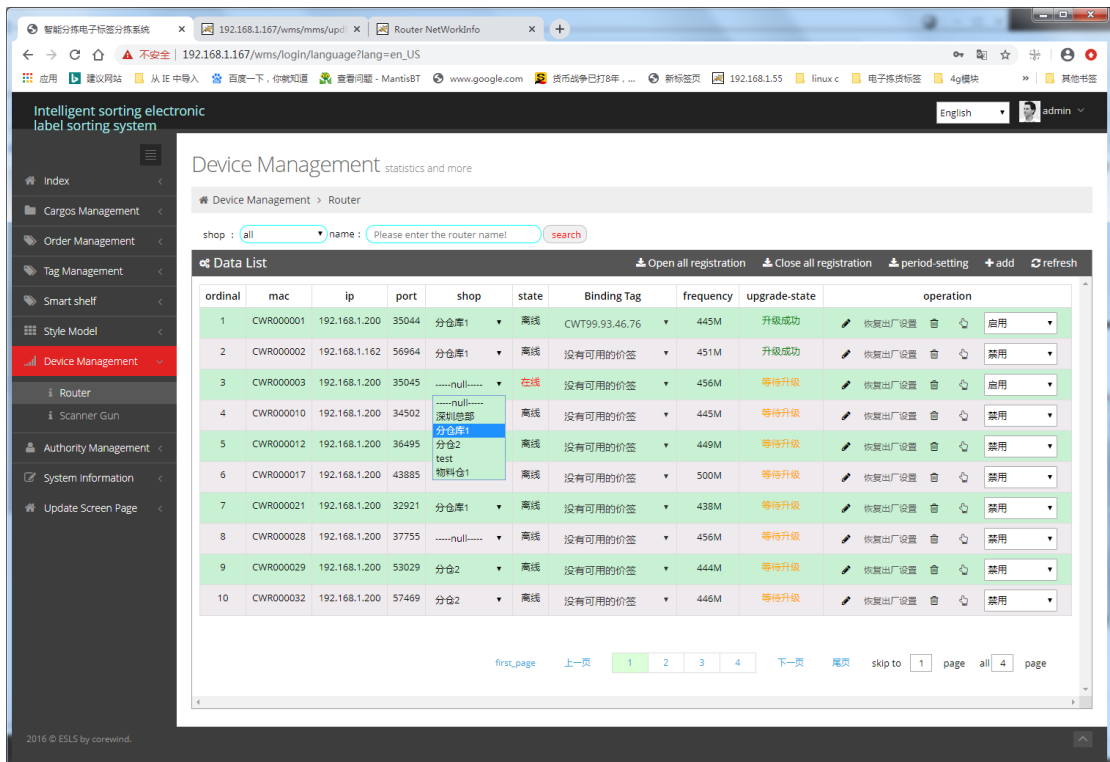 智能分拣电子标签分拣系统
192.168.1.167/wms/mms/upd
Router NetWorkInfo
不安全 | 192.168.1.167/wms/login/language?lang=en_US
应用 建议网站 从 IE 中导入 百度一下，你就知道 查看问题 - MantisBT www.google.com 货币战争已打8年，... 新标签页 192.168.1.55 linux c 电子拣货标签 4g模块 » 其他书签
Intelligent sorting electronic
label sorting system
English
admin
Index
Cargos Management
Order Management
Tag Management
Smart shelf
Style Model
Device Management
Router
Scanner Gun
Authority Management
System Information
Update Screen Page
Device Management statistics and more
Device Management > Router
shop : all name : Please enter the router name! search
Data List Open all registration Close all registration period-setting add refresh
ordinal mac ip port shop state Binding Tag frequency upgrade-state operation
1 CWR000001 192.168.1.200 35044 分仓库1 离线 CWT99.93.46.76 445M 升级成功 恢复出厂设置 启用
2 CWR000002 192.168.1.162 56964 分仓库1 离线 没有可用的价签 451M 升级成功 恢复出厂设置 禁用
3 CWR000003 192.168.1.200 35045 -----null----- 在线 没有可用的价签 456M 等待升级 恢复出厂设置 启用
-----null-----
深圳总部
分仓库1
分仓2
test
物料仓1
4 CWR000010 192.168.1.200 34502 离线 没有可用的价签 445M 等待升级 恢复出厂设置 禁用
5 CWR000012 192.168.1.200 36495 离线 没有可用的价签 449M 等待升级 恢复出厂设置 禁用
6 CWR000017 192.168.1.200 43885 离线 没有可用的价签 500M 等待升级 恢复出厂设置 禁用
7 CWR000021 192.168.1.200 32921 分仓库1 离线 没有可用的价签 438M 等待升级 恢复出厂设置 禁用
8 CWR000028 192.168.1.200 37755 -----null----- 离线 没有可用的价签 456M 等待升级 恢复出厂设置 禁用
9 CWR000029 192.168.1.200 53029 分仓2 离线 没有可用的价签 444M 等待升级 恢复出厂设置 禁用
10 CWR000032 192.168.1.200 57469 分仓2 离线 没有可用的价签 446M 等待升级 恢复出厂设置 禁用
first_page 上一页 1 2 3 4 下一页 尾页 skip to 1 page all 4 page
2016 © ESLS by corewind.